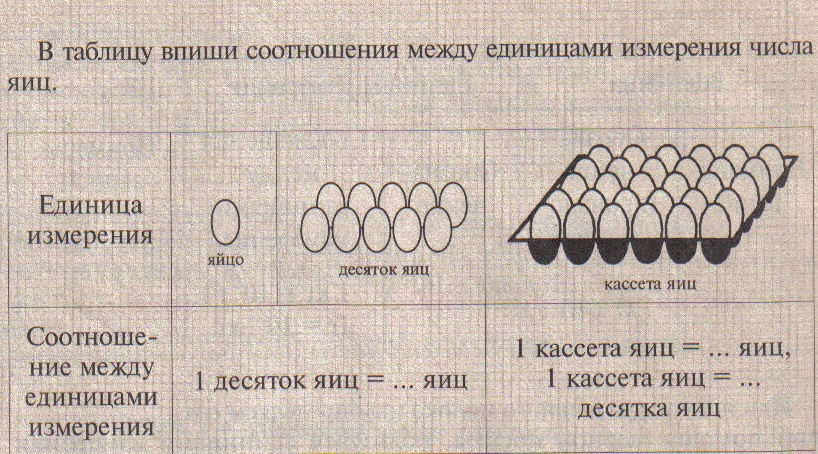 В таблицу впиши соотношения между единицами измерения числа
яиц.
Единица
измерения
яйцо
десяток яиц
кассета яиц
Соотноше-
ние между
единицами
измерения
1 десяток яиц = ... яиц
1 кассета яиц = ... яиц,
1 кассета яиц = ...
десятка яиц